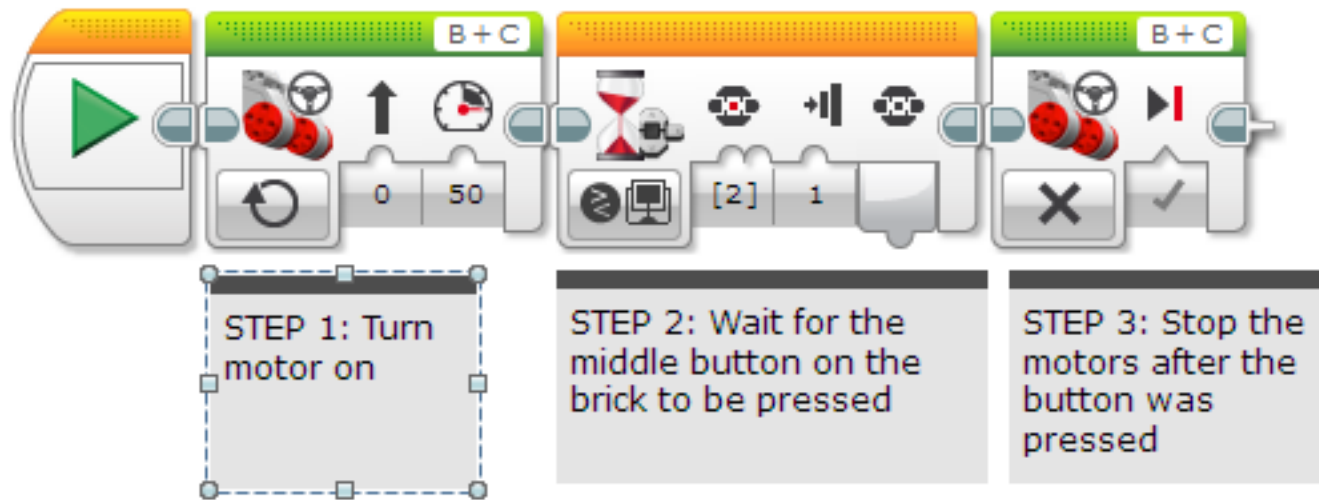 B + C
B + C
0
50
[2]
1
STEP 1: Turn
motor on
STEP 2: Wait for the
middle button on the
brick to be pressed
STEP 3: Stop the
motors after the
button was
pressed